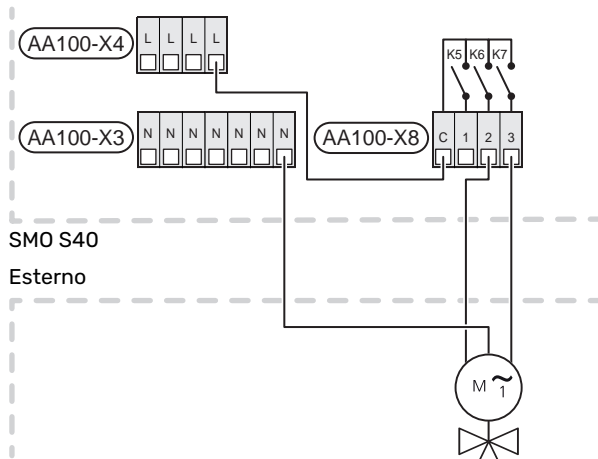 AA100-X4
L L L L
K5 K6 K7
AA100-X3
N N N N N N N
AA100-X8
C 1 2 3
SMO S40
Esterno
M ~ 1